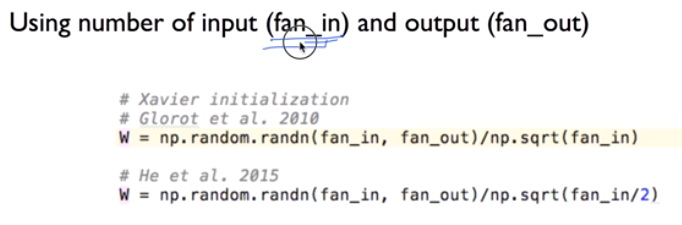 Using number of input (fan_in) and output (fan_out)
# Xavier initialization
# Glorot et al. 2010
W = np.random.randn(fan_in, fan_out)/np.sqrt(fan_in)
# He et al. 2015
W = np.random.randn(fan_in, fan_out)/np.sqrt(fan_in/2)